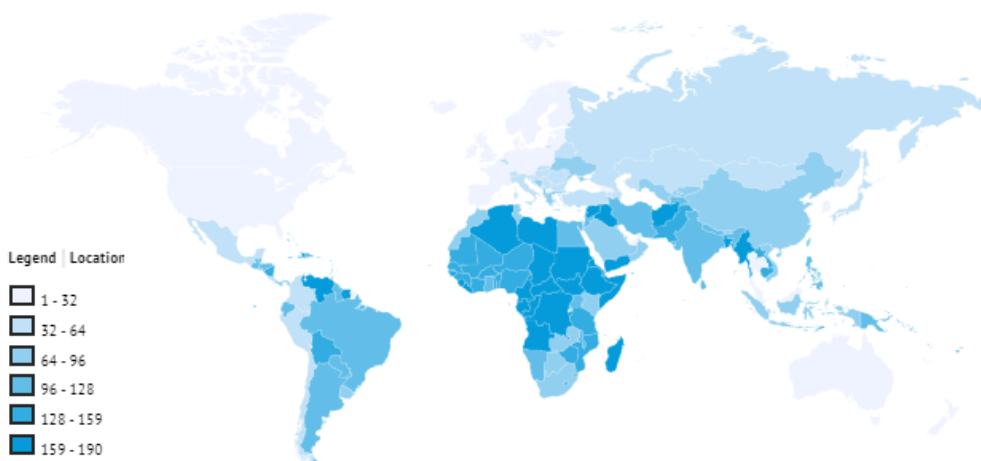 Legend | Location
1 - 32
32 - 64
64 - 96
96 - 128
128 - 159
159 - 190